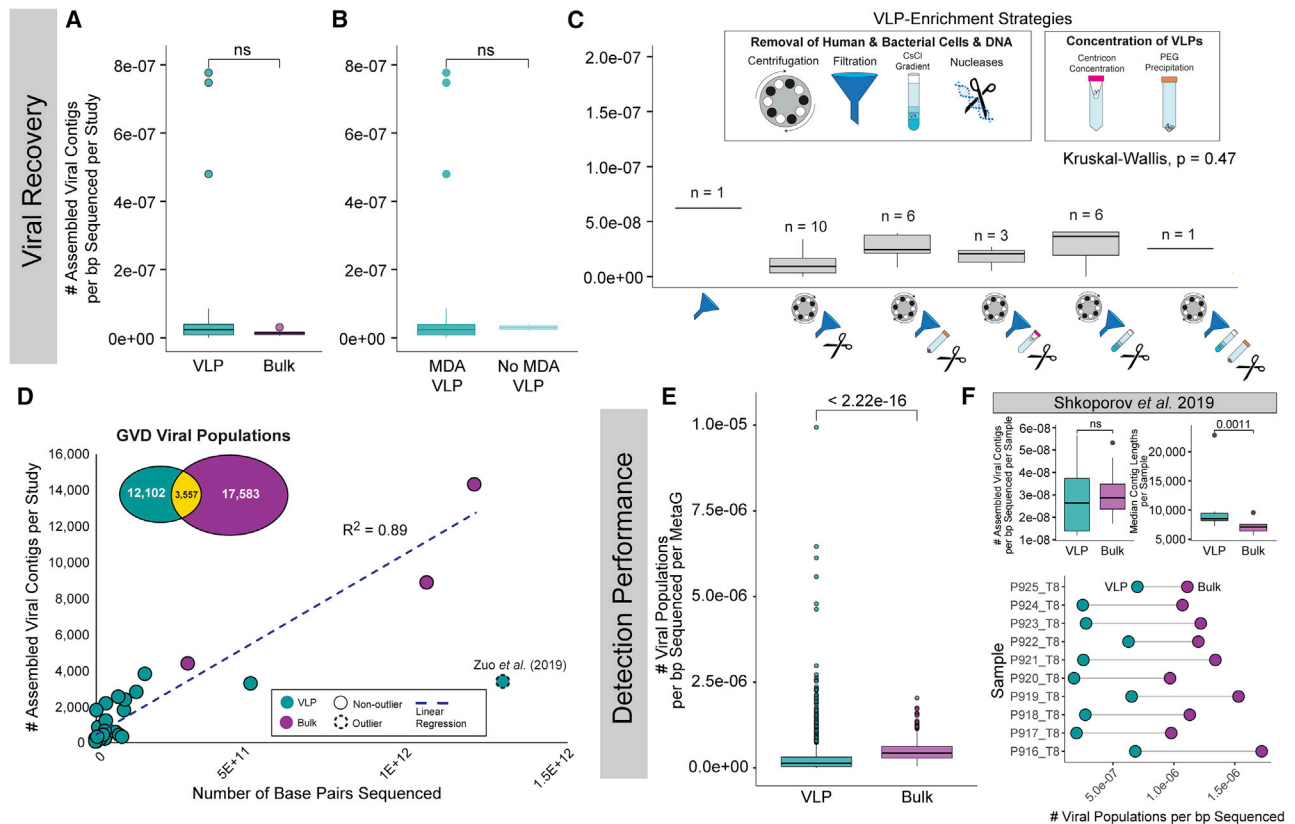 Viral Recovery
A
# Assembled Viral Contigs
per bp Sequenced per Study
8e-07
6e-07
4e-07
2e-07
0e+00
ns
VLP
Bulk
B
8e-07
6e-07
4e-07
2e-07
0e+00
ns
MDA
VLP
No MDA
VLP
C
VLP-Enrichment Strategies
2.0e-07
1.5e-07
1.0e-07
5.0e-08
0.0e+00
Removal of Human & Bacterial Cells & DNA
Centrifugation
Filtration
CsCl
Gradient
Nucleases
Concentration of VLPs
Centricon
Concentration
PEG
Precipitation
Kruskal-Wallis, p = 0.47
n = 1
n = 10
n = 6
n = 3
n = 6
n = 1
D
GVD Viral Populations
12,102
3,557
17,583
# Assembled Viral Contigs per Study
16,000
14,000
12,000
10,000
8,000
6,000
4,000
2,000
0
R2 = 0.89
Zuo et al. (2019)
VLP
Bulk
Non-outlier
Outlier
Linear
Regression
0
5E+11
1E+12
1.5E+12
Number of Base Pairs Sequenced
Detection Performance
E
# Viral Populations
per bp Sequenced per MetaG
1.0e-05
7.5e-06
5.0e-06
2.5e-06
0.0e+00
< 2.22e-16
VLP
Bulk
F
Shkoporov et al. 2019
# Assembled Viral Contigs
per bp Sequenced per Sample
6e-08
5e-08
4e-08
3e-08
2e-08
1e-08
ns
VLP
Bulk
Median Contig Lengths
per Sample
20,000
15,000
10,000
5,000
0.0011
VLP
Bulk
Sample
P925_T8
P924_T8
P923_T8
P922_T8
P921_T8
P920_T8
P919_T8
P918_T8
P917_T8
P916_T8
VLP
Bulk
5.0e-07
1.0e-06
1.5e-06
# Viral Populations per bp Sequenced